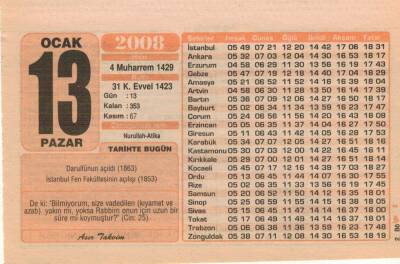 OCAK
13
PAZAR
2008
4 Muharrem 1429
31 K. Evvel 1423
Gün : 13
Kalan : 353
Kasım : 67
Nurullah-Atika
TARİHTE BUGÜN
Darulfünun açıldı (1863)
İstanbul Fen Fakültesinin açılışı (1853)
De ki: "Bilmiyorum, size vadedilen (kıyamet ve
azab). yakın mı, yoksa Rabbim onun için uzun bir
süre mi koymuştur?" (Cin: 25).
Asır Takvim
Şehirler İmsak Güneş Öğle İkindi Akşam Yatsı
İstanbul 05 49 07 21 12 20 14 42 17 06 18 31
Ankara 05 32 07 03 12 04 14 30 16 53 18 17
Erzurum 04 58 06 29 11 30 13 56 16 19 17 43
Gebze 05 47 07 19 12 18 14 40 17 04 18 29
Amasya 05 20 06 52 11 51 14 14 16 37 18 02
Artvin 04 58 06 30 11 28 13 50 16 14 17 39
Bartın 05 36 07 09 12 06 14 27 16 50 18 17
Bayburt 05 02 06 34 11 34 13 59 16 23 17 47
Çorum 05 24 06 56 11 54 14 20 16 43 18 08
Erzincan 05 05 06 35 11 37 14 04 16 27 17 50
Giresun 05 11 06 43 11 42 14 05 16 28 17 53
Karabük 05 34 07 07 12 05 14 27 16 51 18 16
Kastamonu 05 30 07 03 12 00 14 22 16 45 18 11
Kırıkkale 05 29 07 00 12 01 14 27 16 51 18 14
Kocaeli 05 45 07 17 12 16 14 39 17 03 18 27
Ordu 05 13 06 45 11 44 14 07 16 30 17 55
Rize 05 02 06 35 11 33 13 56 16 19 17 45
Samsun 05 20 06 52 11 50 14 12 16 35 18 01
Sinop 05 25 06 59 11 55 14 15 16 38 18 05
Sivas 05 15 06 45 11 47 14 14 16 37 18 00
Tokat 05 19 06 50 11 50 14 14 16 38 18 02
Trabzon 05 06 06 38 11 36 13 59 16 23 17 48
Zonguldak 05 38 07 11 12 08 14 30 16 53 18 19